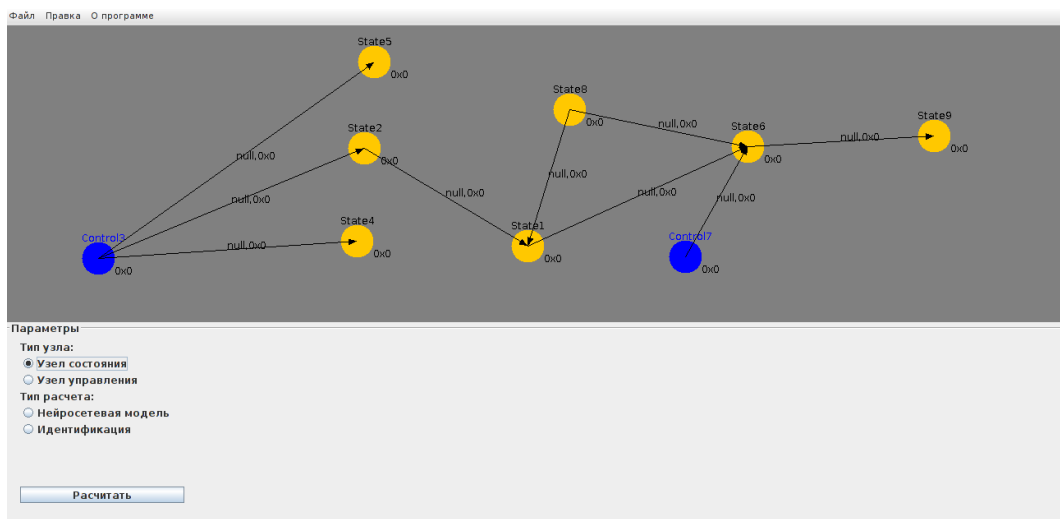 Файл Правка О программе
State5
0x0
State8
0x0
State9
0x0
null,0x0
State6
0x0
null,0x0
State2
0x0
null,0x0
null,0x0
null,0x0
null,0x0
null,0x0
null,0x0
null,0x0
State4
0x0
State1
0x0
Control3
0x0
null,0x0
Control7
0x0
Параметры
Тип узла:
Узел состояния
Узел управления
Тип расчета:
Нейросетевая модель
Идентификация
Расчитать